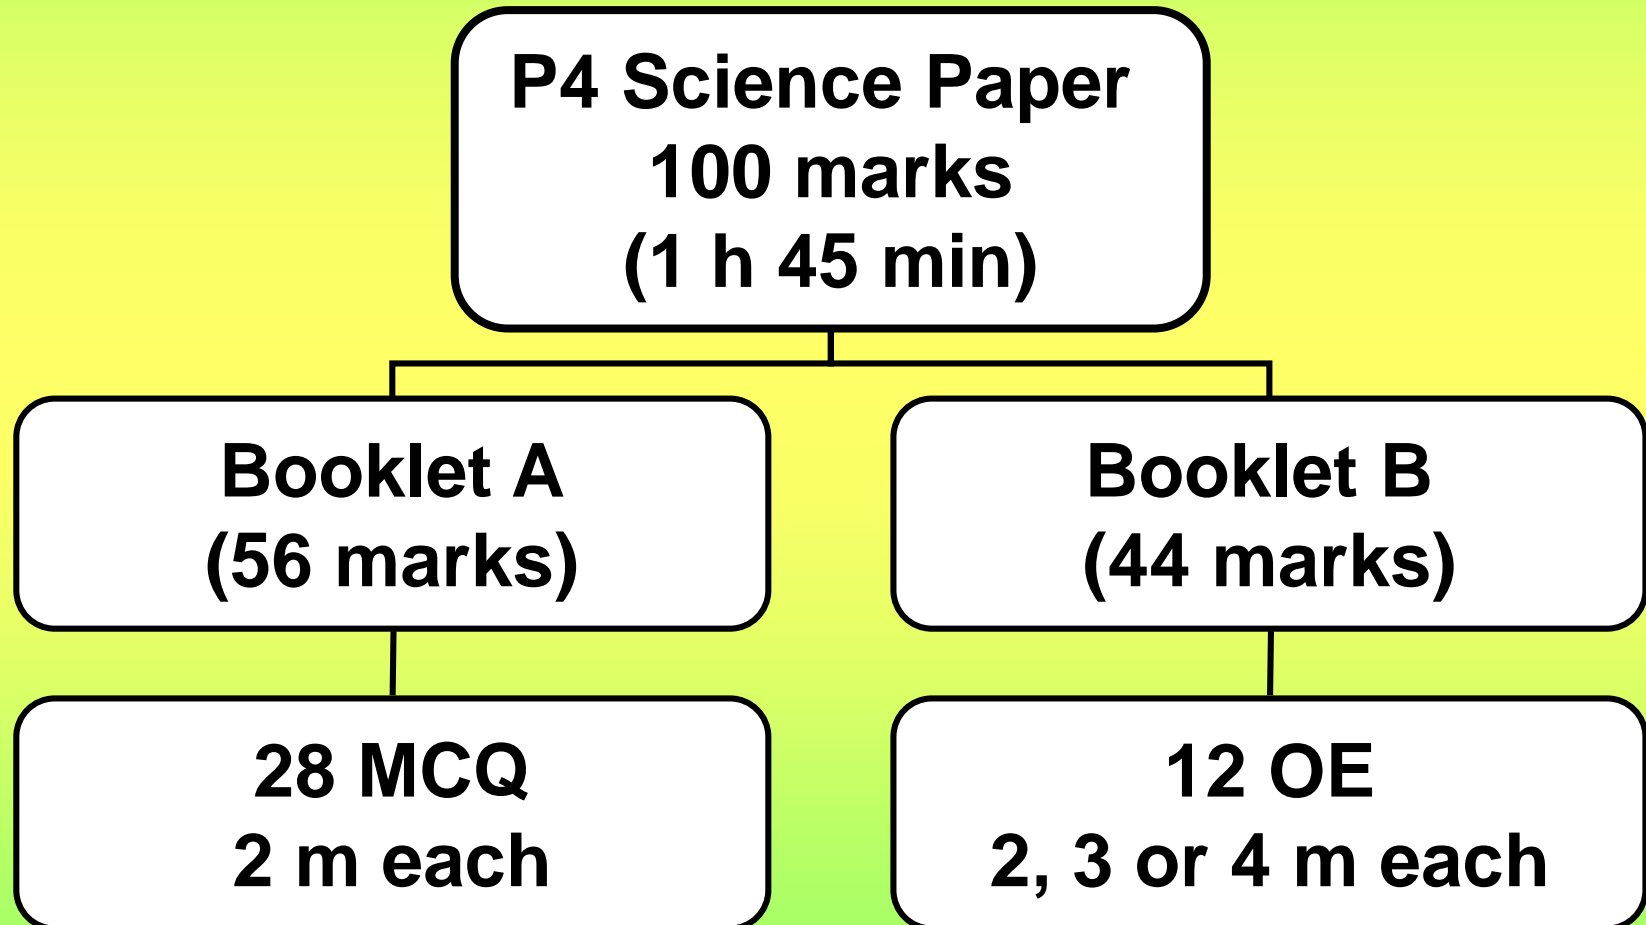 P4 Science Paper
100 marks
(1 h 45 min)
Booklet A
(56 marks)
Booklet B
(44 marks)
28 MCQ
2 m each
12 OE
2, 3 or 4 m each